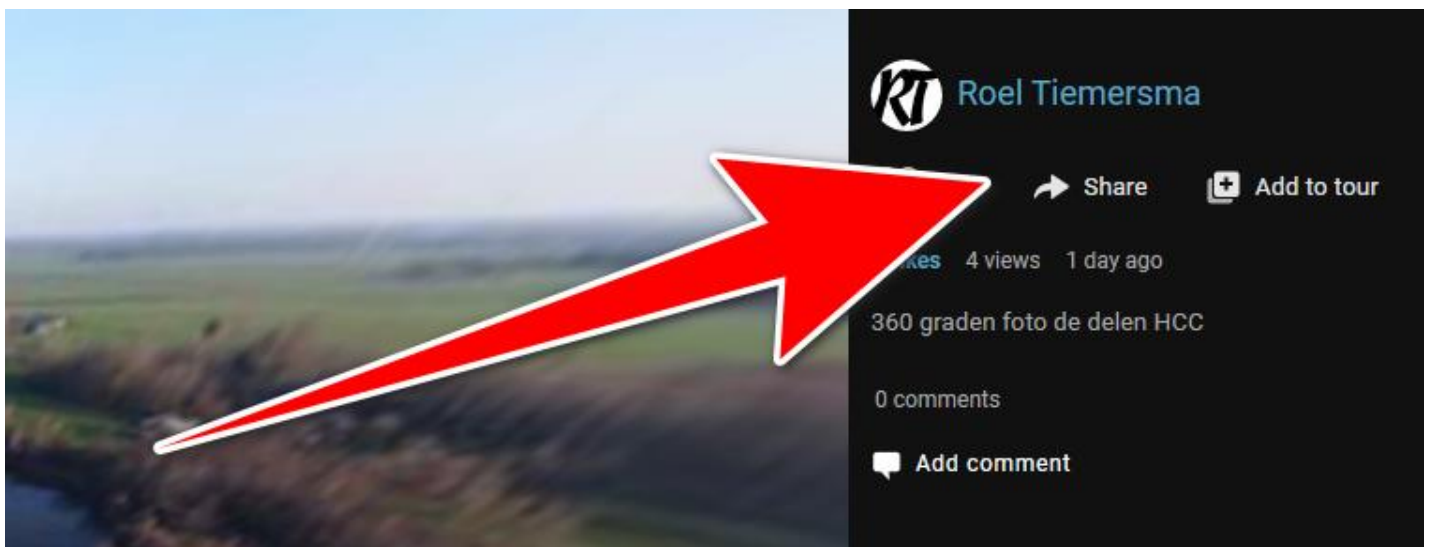 RT Roel Tiemersma
Share Add to tour
4 views 1 day ago
360 graden foto de delen HCC
0 comments
Add comment